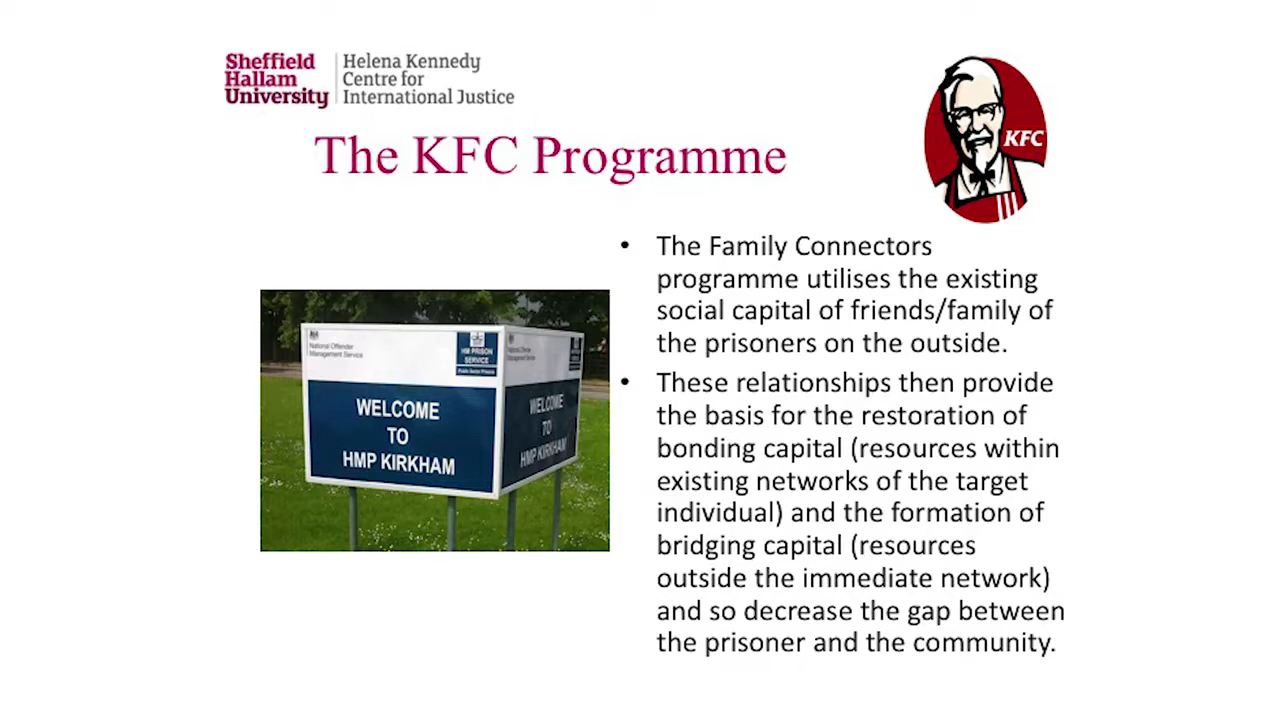 Sheffield
Hallam
University
Helena Kennedy
Centre for
International Justice
KFC
The KFC Programme
• The Family Connectors
programme utilises the existing
social capital of friends/family of
the prisoners on the outside.
• These relationships then provide
the basis for the restoration of
bonding capital (resources within
existing networks of the target
individual) and the formation of
bridging capital (resources
outside the immediate network)
and so decrease the gap between
the prisoner and the community.
National Offender
Management Service
HM PRISON
SERVICE
Public Sector Prisons
WELCOME
TO
HMP KIRKHAM
National Offender
Management Service
WELCOME
TO
HMP KIRKHAM